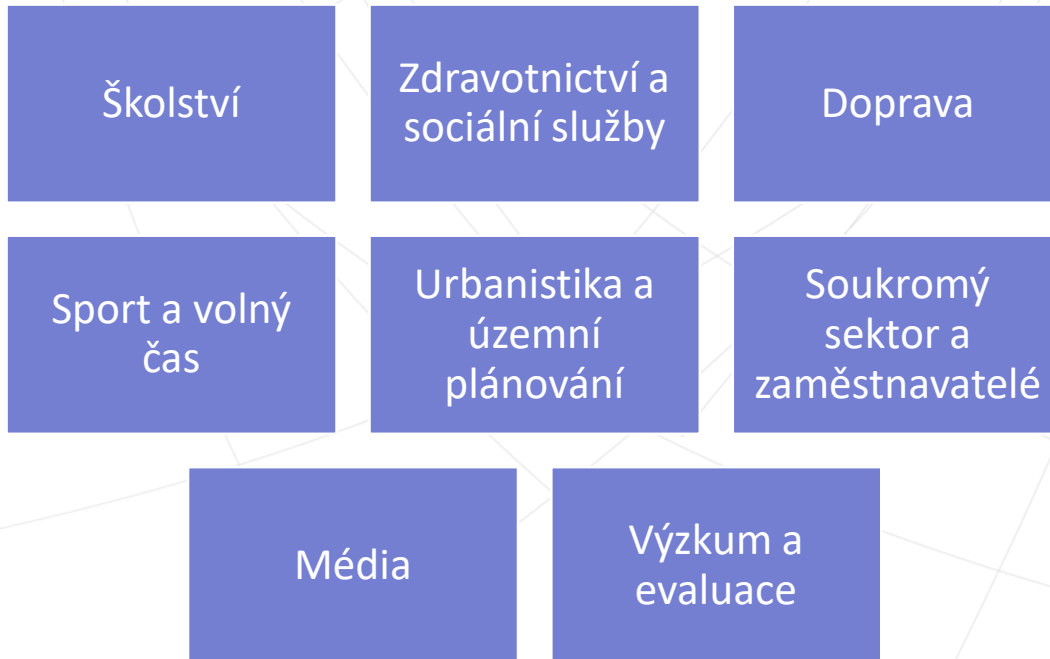 Školství
Zdravotnictví a
sociální služby
Doprava
Sport a volný
čas
Urbanistika a
územní
plánování
Soukromý
sektor a
zaměstnavatelé
Média
Výzkum a
evaluace